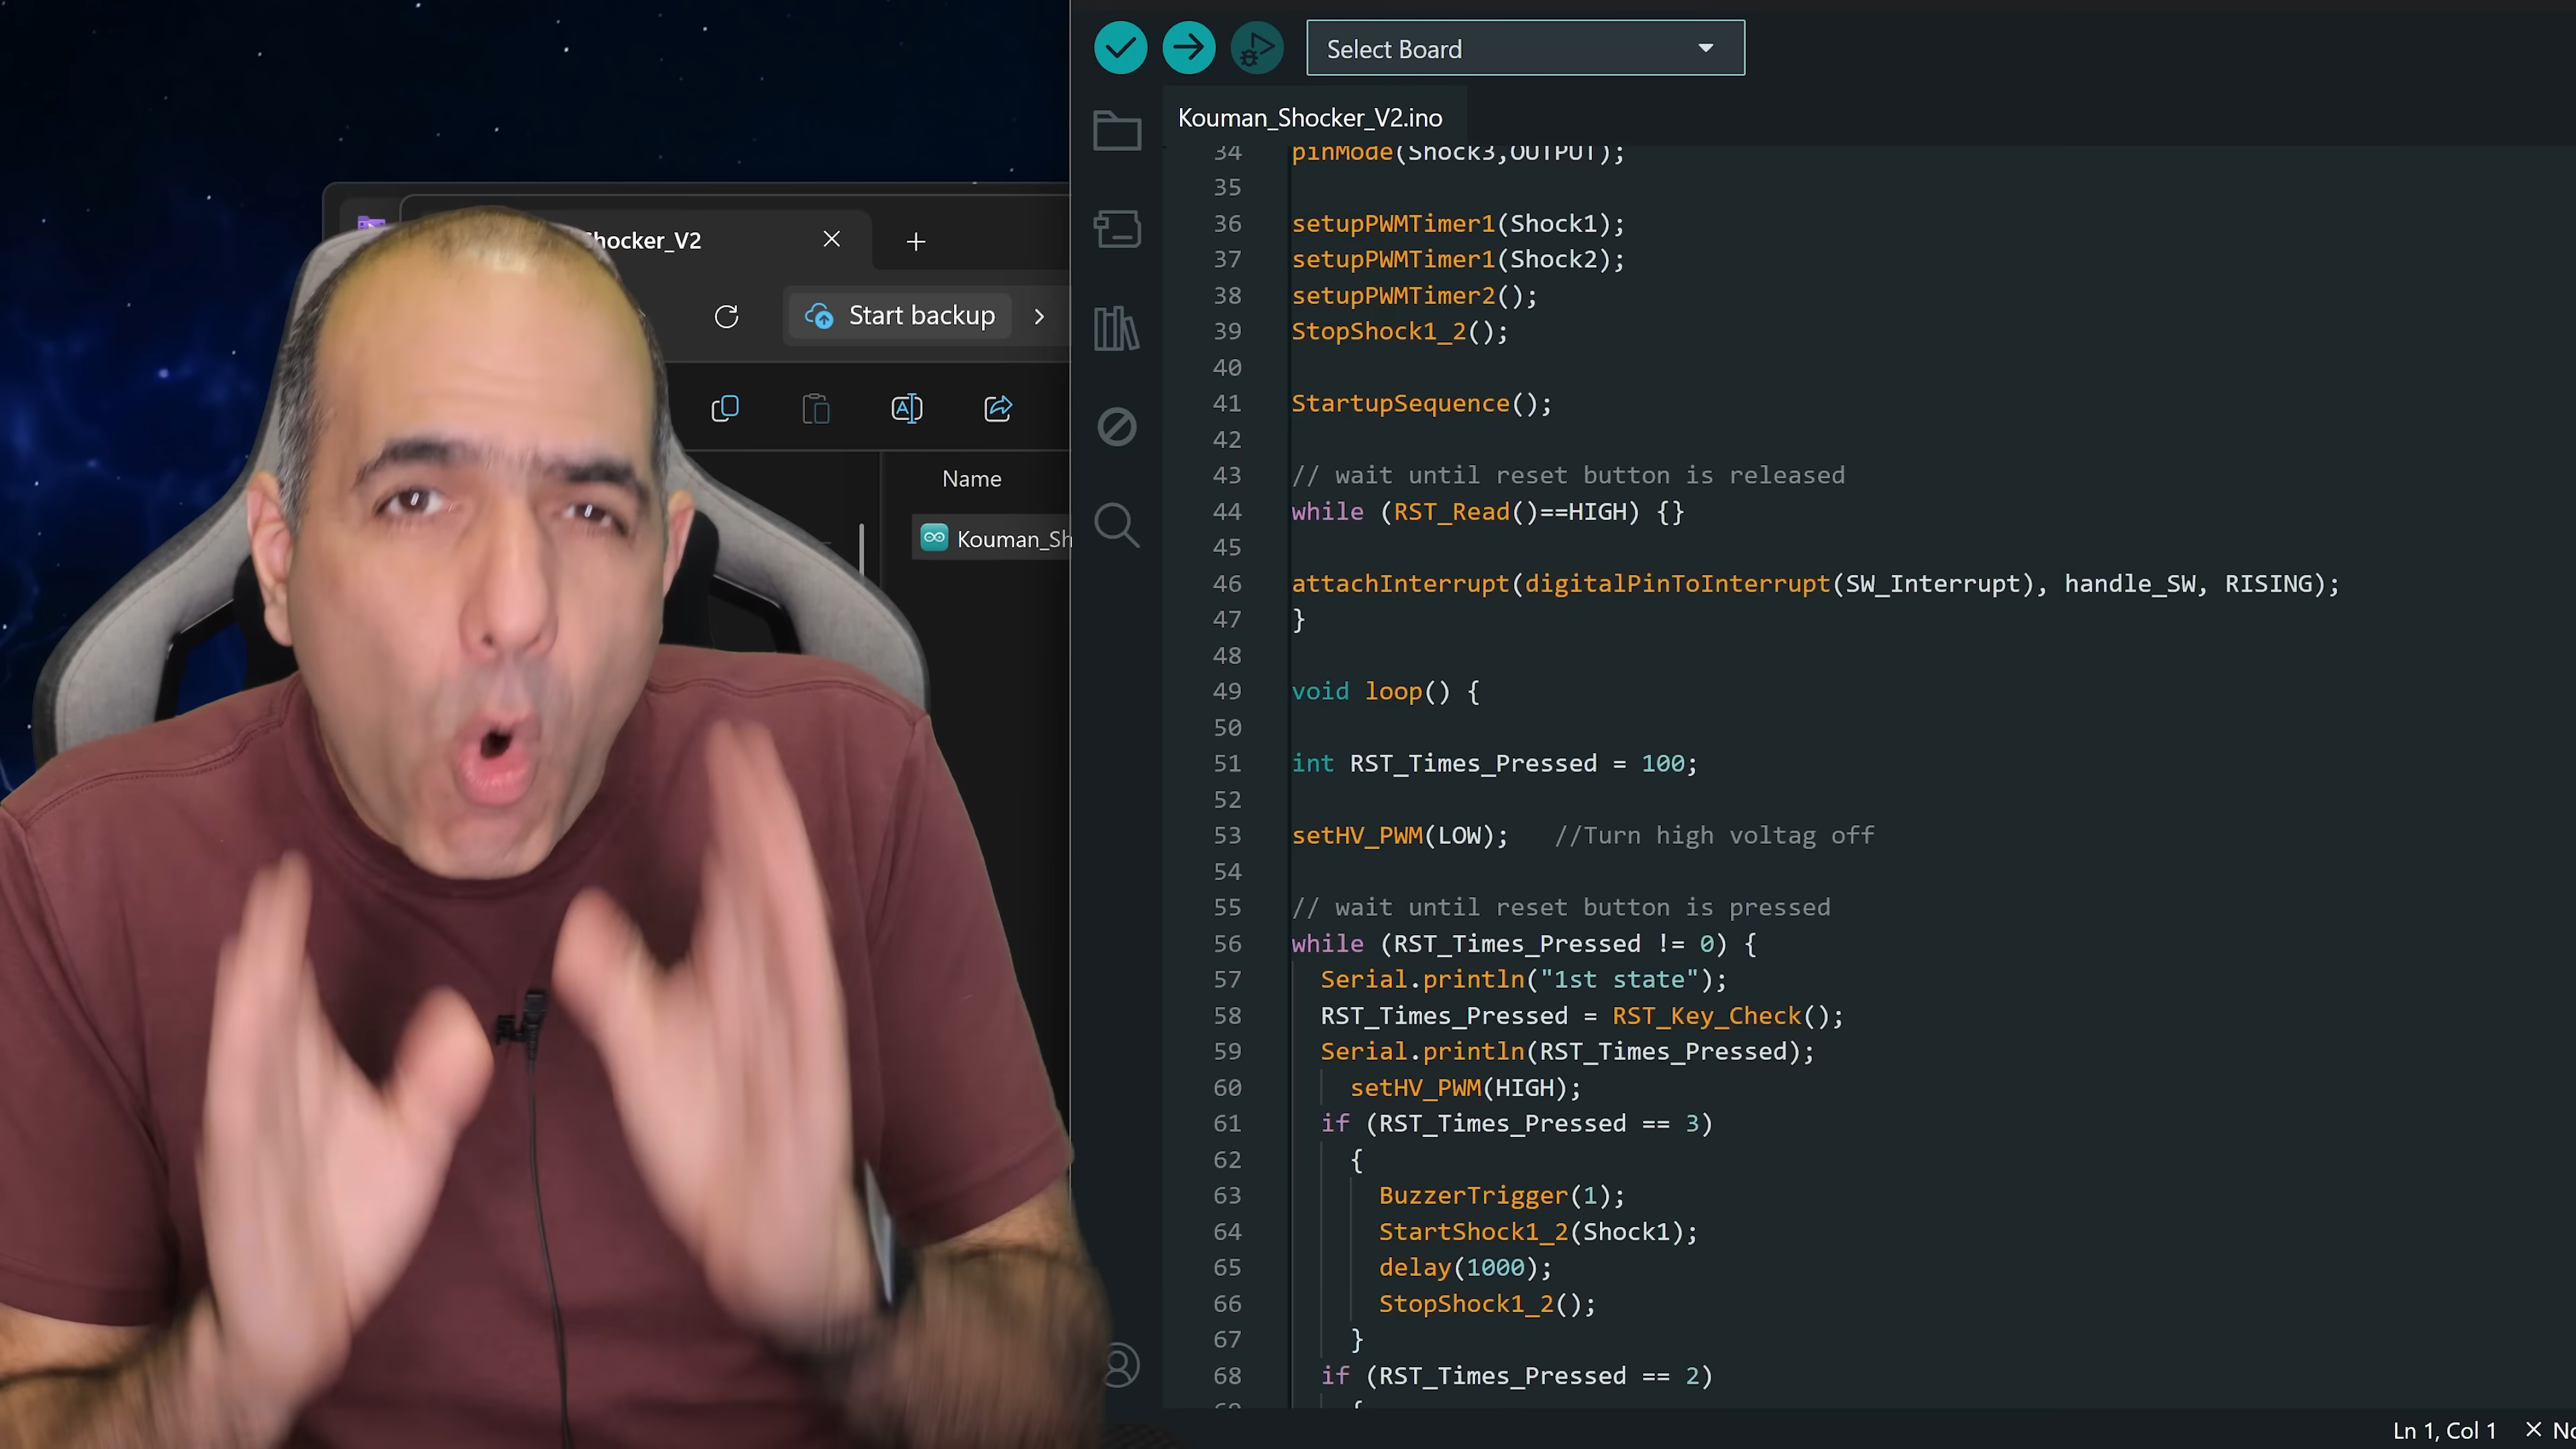 Select Board
Kouman_Shocker_V2.ino
Shocker_V2
Start backup
Name
Kouman_Sh
34 pinMode(Shock3,OUTPUT);
35
36 setupPWMTimer1(Shock1);
37 setupPWMTimer1(Shock2);
38 setupPWMTimer2();
39 StopShock1_2();
40
41 StartupSequence();
42
43 // wait until reset button is released
44 while (RST_Read()==HIGH) {}
45
46 attachInterrupt(digitalPinToInterrupt(SW_Interrupt), handle_SW, RISING);
47 }
48
49 void loop() {
50
51 int RST_Times_Pressed = 100;
52
53 setHV_PWM(LOW);   //Turn high voltag off
54
55 // wait until reset button is pressed
56 while (RST_Times_Pressed != 0) {
57 Serial.println("1st state");
58 RST_Times_Pressed = RST_Key_Check();
59 Serial.println(RST_Times_Pressed);
60 setHV_PWM(HIGH);
61 if (RST_Times_Pressed == 3)
62 {
63 BuzzerTrigger(1);
64 StartShock1_2(Shock1);
65 delay(1000);
66 StopShock1_2();
67 }
68 if (RST_Times_Pressed == 2)
Ln 1, Col 1